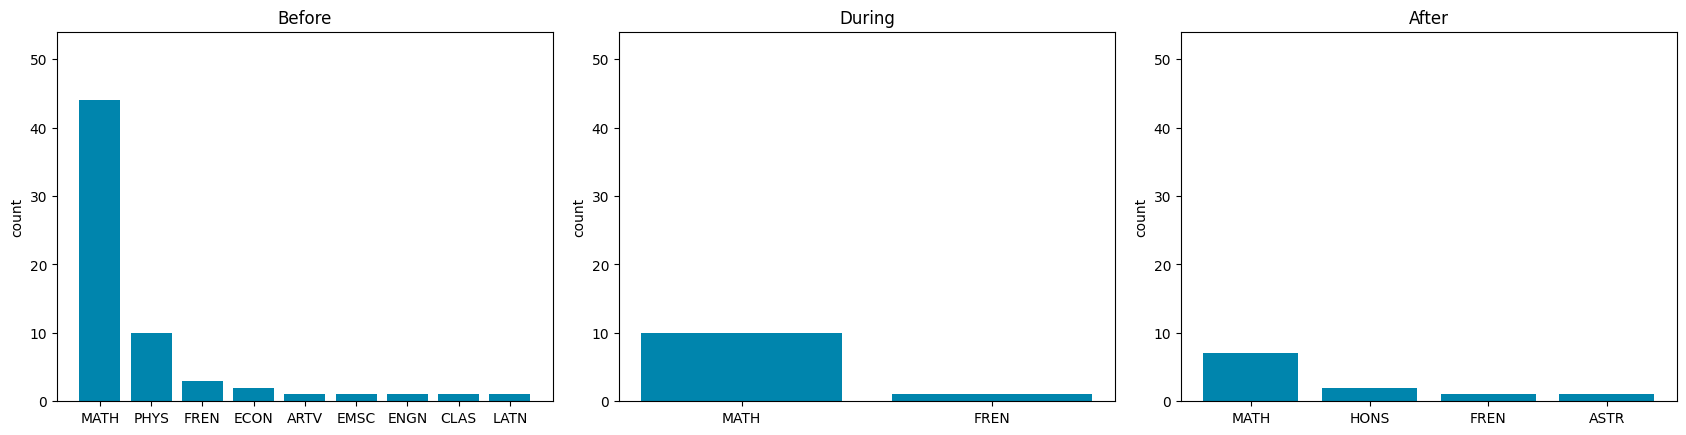 Before
count
50
40
30
20
10
0
MATH PHYS FREN ECON ARTV EMSC ENGN CLAS LATN
During
count
50
40
30
20
10
0
MATH FREN
After
count
50
40
30
20
10
0
MATH HONS FREN ASTR